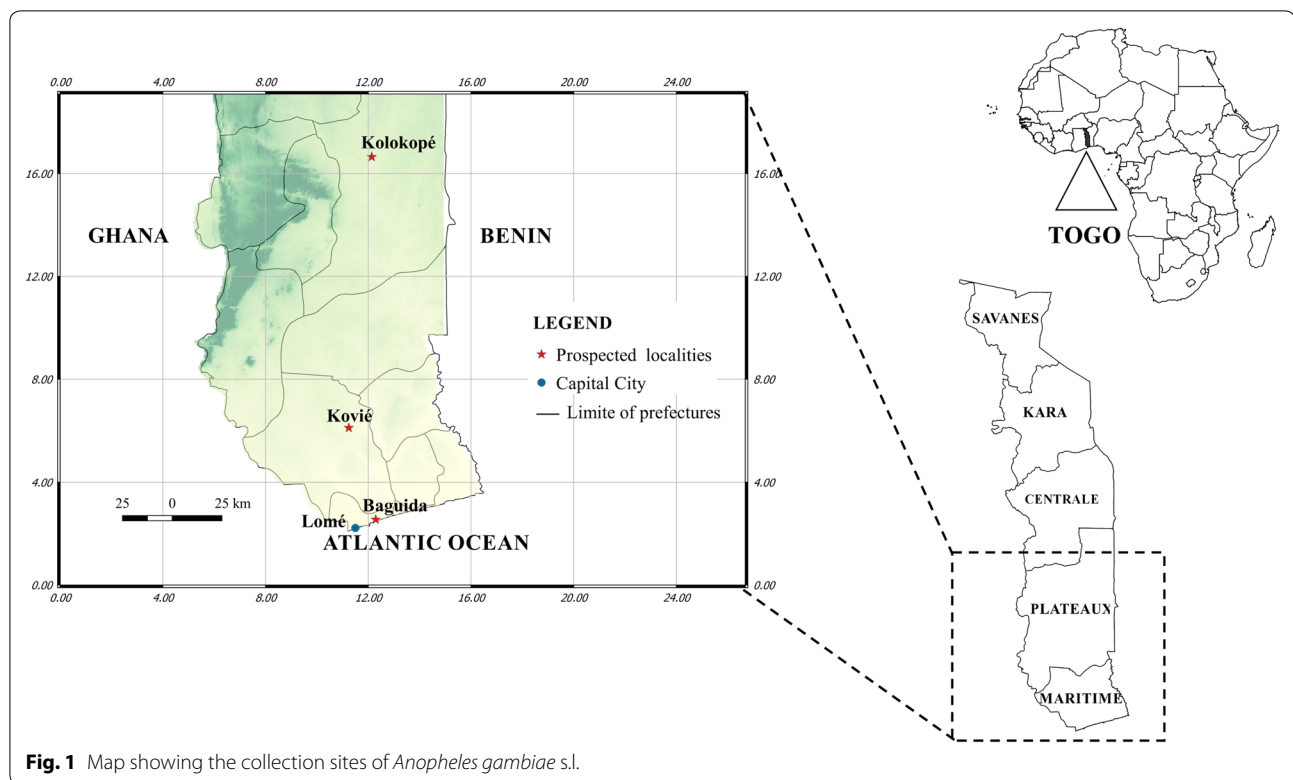 0.00 4.00 8.00 12.00 16.00 20.00 24.00
Kolokopé
16.00 16.00
GHANA BENIN
TOGO
12.00 12.00
LEGEND
Prospected localities
Capital City
Limite of prefectures
8.00 8.00
Kovié
4.00 4.00
25 0 25 km
Lomé Baguida
ATLANTIC OCEAN
0.00 0.00
0.00 4.00 8.00 12.00 16.00 20.00 24.00
SAVANES
KARA
CENTRALE
PLATEAUX
MARITIME
Fig. 1 Map showing the collection sites of Anopheles gambiae s.l.